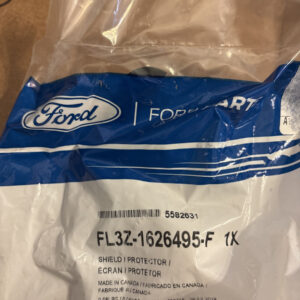 Ford | FORD PART
5582631
FL3Z-1626495-F 1X
SHIELD / PROTECTOR /
ECRAN / PROTETOR
MADE IN CANADA / FABRICADO EN CANADA /
FABRIQUE AU CANADA